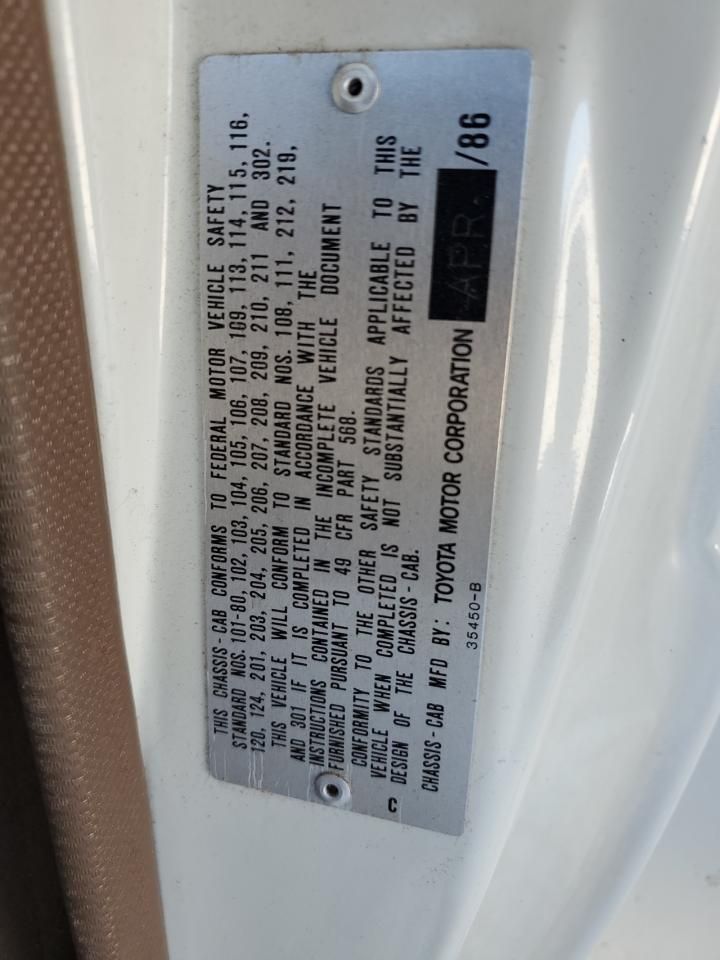 THIS CHASSIS-CAB CONFORMS TO FEDERAL MOTOR VEHICLE SAFETY
STANDARD NOS. 101-80, 102, 103, 104, 105, 106, 107, 109, 113, 114, 115, 116,
120, 124, 201, 203, 204, 205, 206, 207, 208, 209, 210, 211 AND 302.
THIS VEHICLE WILL CONFORM TO STANDARD NOS. 108, 111, 212, 219,
AND 301 IF IT IS COMPLETED IN ACCORDANCE WITH THE
INSTRUCTIONS CONTAINED IN THE INCOMPLETE VEHICLE DOCUMENT
FURNISHED PURSUANT TO 49 CFR PART 568.
CONFORMITY TO THE OTHER SAFETY STANDARDS APPLICABLE TO THIS
VEHICLE WHEN COMPLETED IS NOT SUBSTANTIALLY AFFECTED BY THE
C DESIGN OF THE CHASSIS-CAB.
CHASSIS-CAB MFD BY: TOYOTA MOTOR CORPORATION APR. /86
35450-B